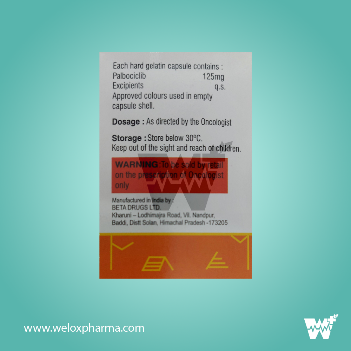 Each hard gelatin capsule contains :
Palbociclib 125mg
Excipients q.s.
Approved colours used in empty
capsule shell.
Dosage : As directed by the Oncologist
Storage : Store below 30°C.
Keep out of the sight and reach of children.
WARNING: To be sold by retail
on the prescription of Oncologist
only
Manufactured in India by :
BETA DRUGS LTD.
Kharuni – Lodhimajra Road, Vill. Nandpur,
Baddi, Distt Solan, Himachal Pradesh -173205
www.weloxpharma.com